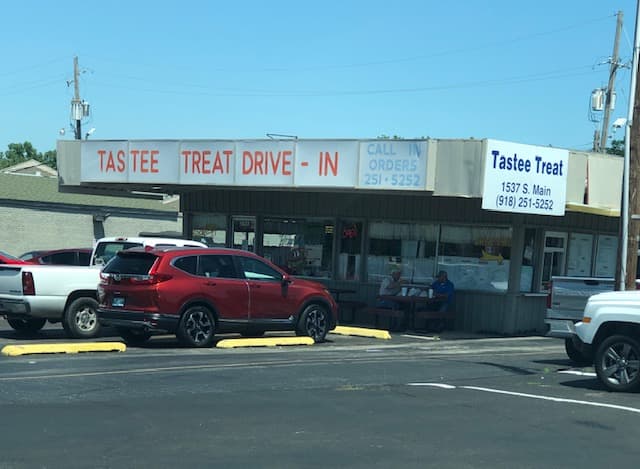 TASTEE TREAT DRIVE-IN
CALL IN
ORDERS
251-5252
Tastee Treat
1537 S. Main
(918) 251-5252